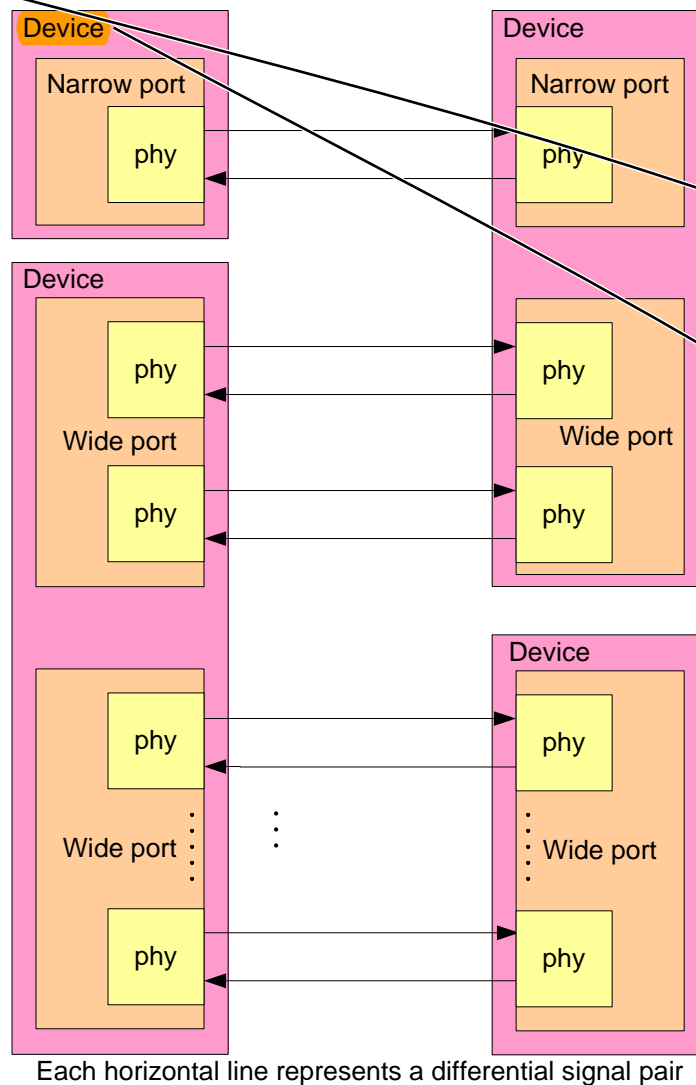 Device
Narrow port
phy
Device
Narrow port
phy
Device
phy
Wide port
phy
phy
Wide port
phy
phy
Wide port
phy
Device
phy
Wide port
phy
Each horizontal line represents a differential signal pair